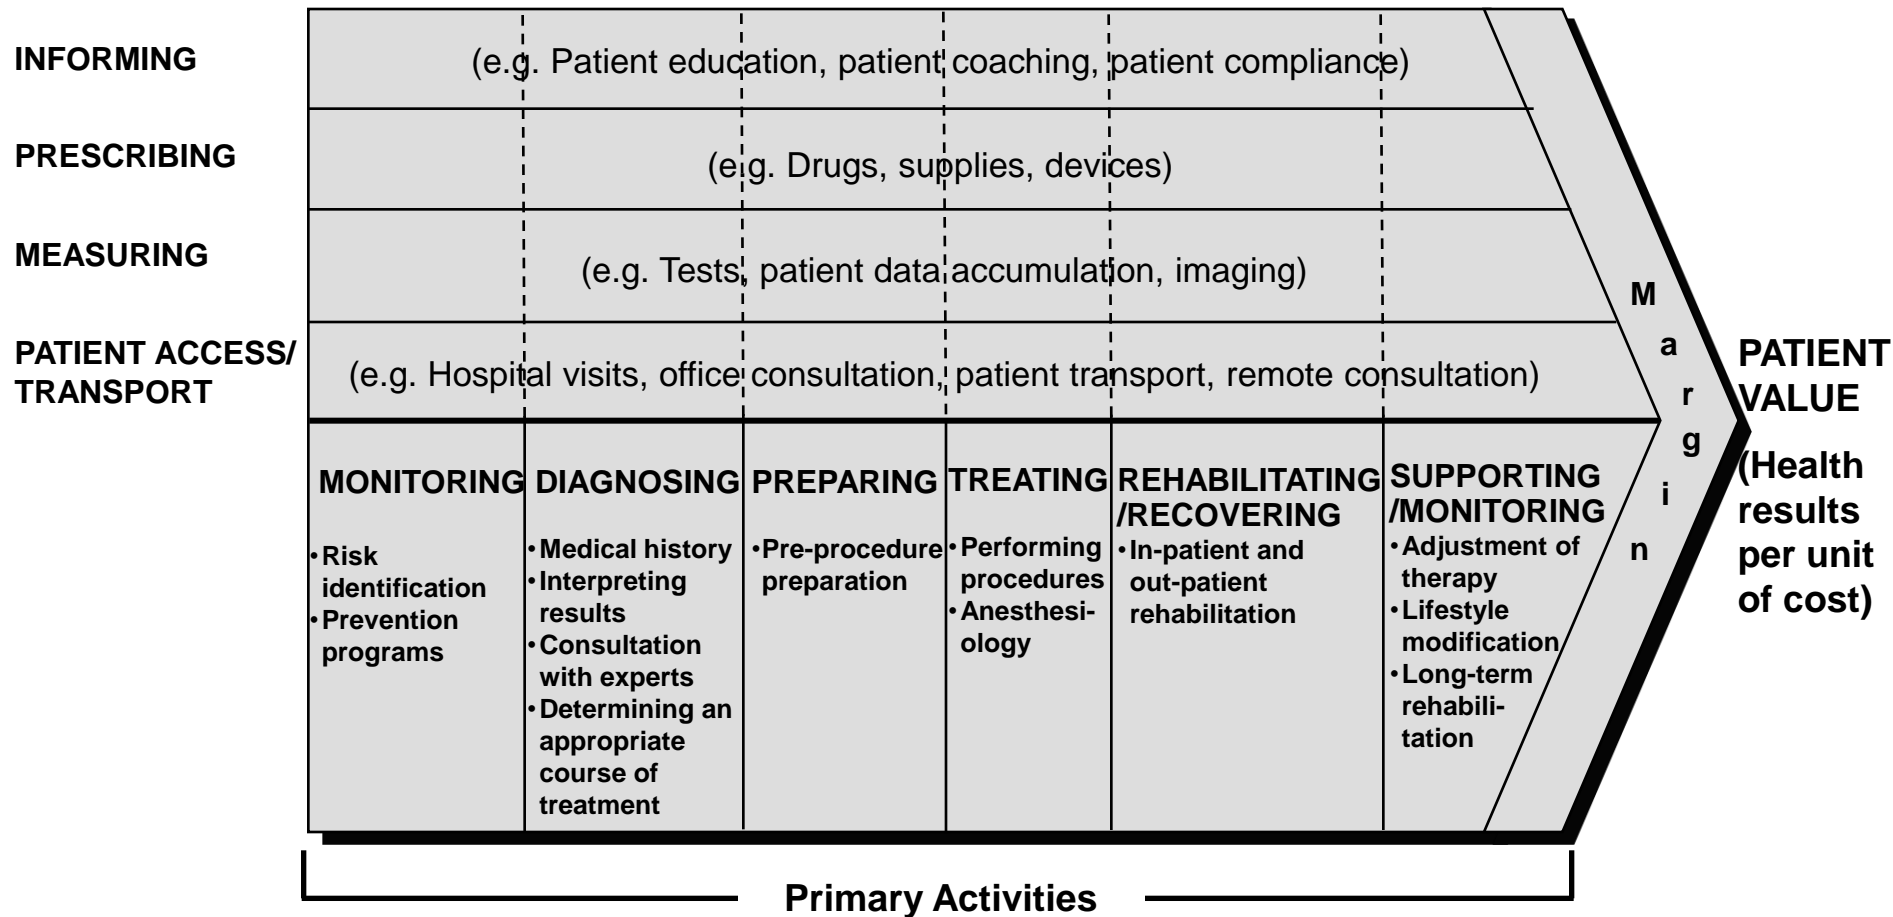 INFORMING
(e.g. Patient education, patient coaching, patient compliance)
PRESCRIBING
(e.g. Drugs, supplies, devices)
MEASURING
(e.g. Tests, patient data accumulation, imaging)
PATIENT ACCESS/
TRANSPORT
(e.g. Hospital visits, office consultation, patient transport, remote consultation)
MONITORING
•Risk
identification
•Prevention
programs
DIAGNOSING
•Medical history
•Interpreting
results
•Consultation
with experts
•Determining an
appropriate
course of
treatment
PREPARING
•Pre-procedure
preparation
TREATING
•Performing
procedures
•Anesthesi-
ology
REHABILITATING
/RECOVERING
•In-patient and
out-patient
rehabilitation
SUPPORTING
/MONITORING
•Adjustment of
therapy
•Lifestyle
modification
•Long-term
rehabili-
tation
Margin
PATIENT
VALUE
(Health
results
per unit
of cost)
Primary Activities